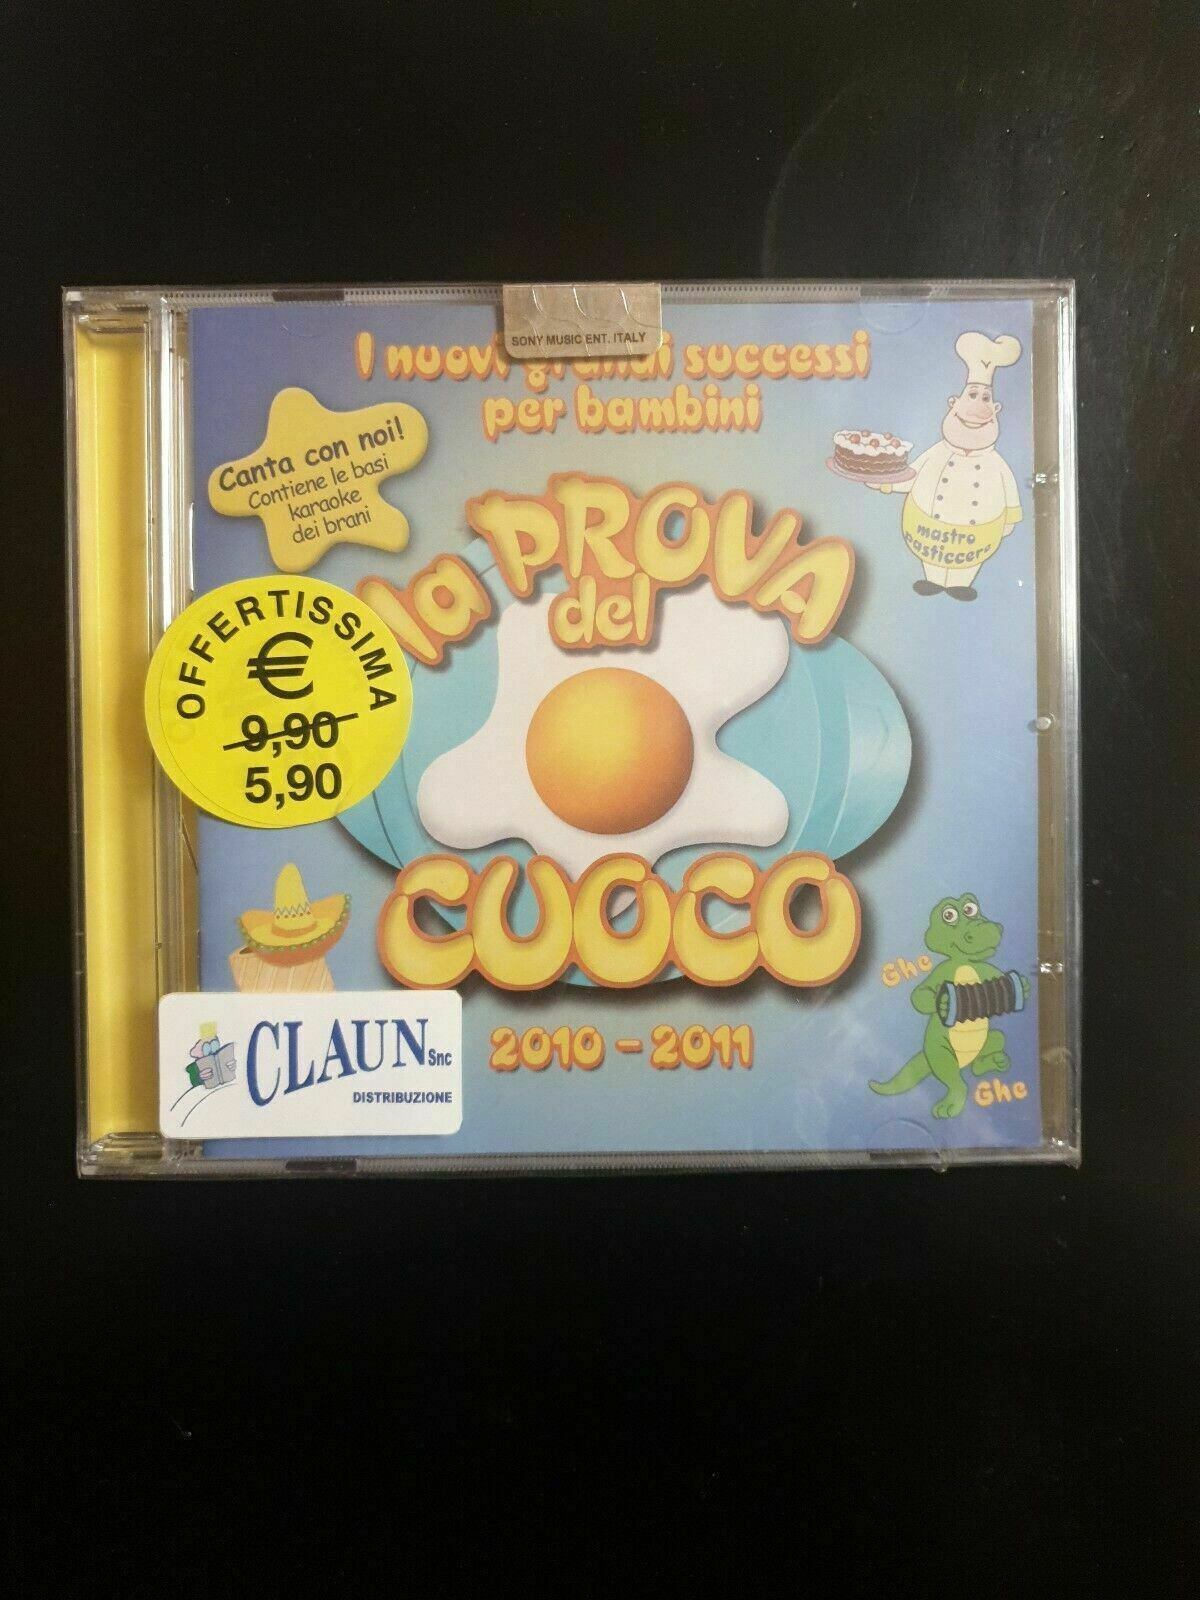 SONY MUSIC ENT. ITALY
I nuovi grandi successi
per bambini
Canta con noi!
Contiene le basi
karaoke
dei brani
mastro
pasticcere
la PROVA
del
CUOCO
OFFERTISSIMA
€
9,90
5,90
Ghe
Ghe
2010 - 2011
CLAUN Snc
DISTRIBUZIONE